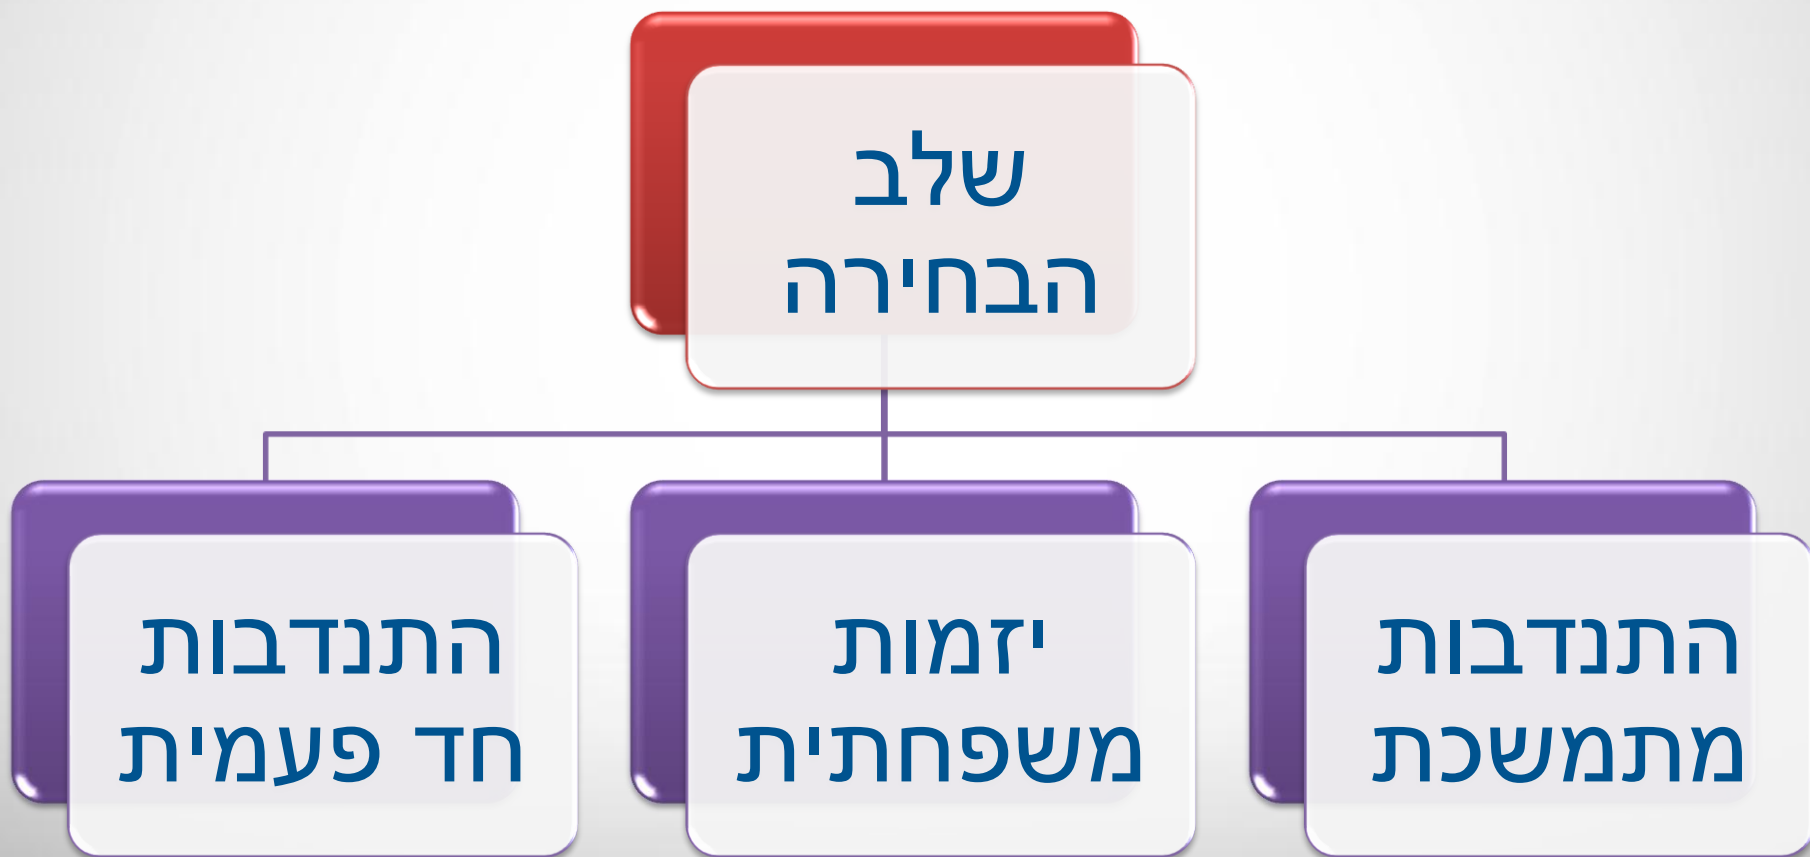 שלב
הבחירה
התנדבות
מתמשכת
יזמות
משפחתית
התנדבות
חד פעמית